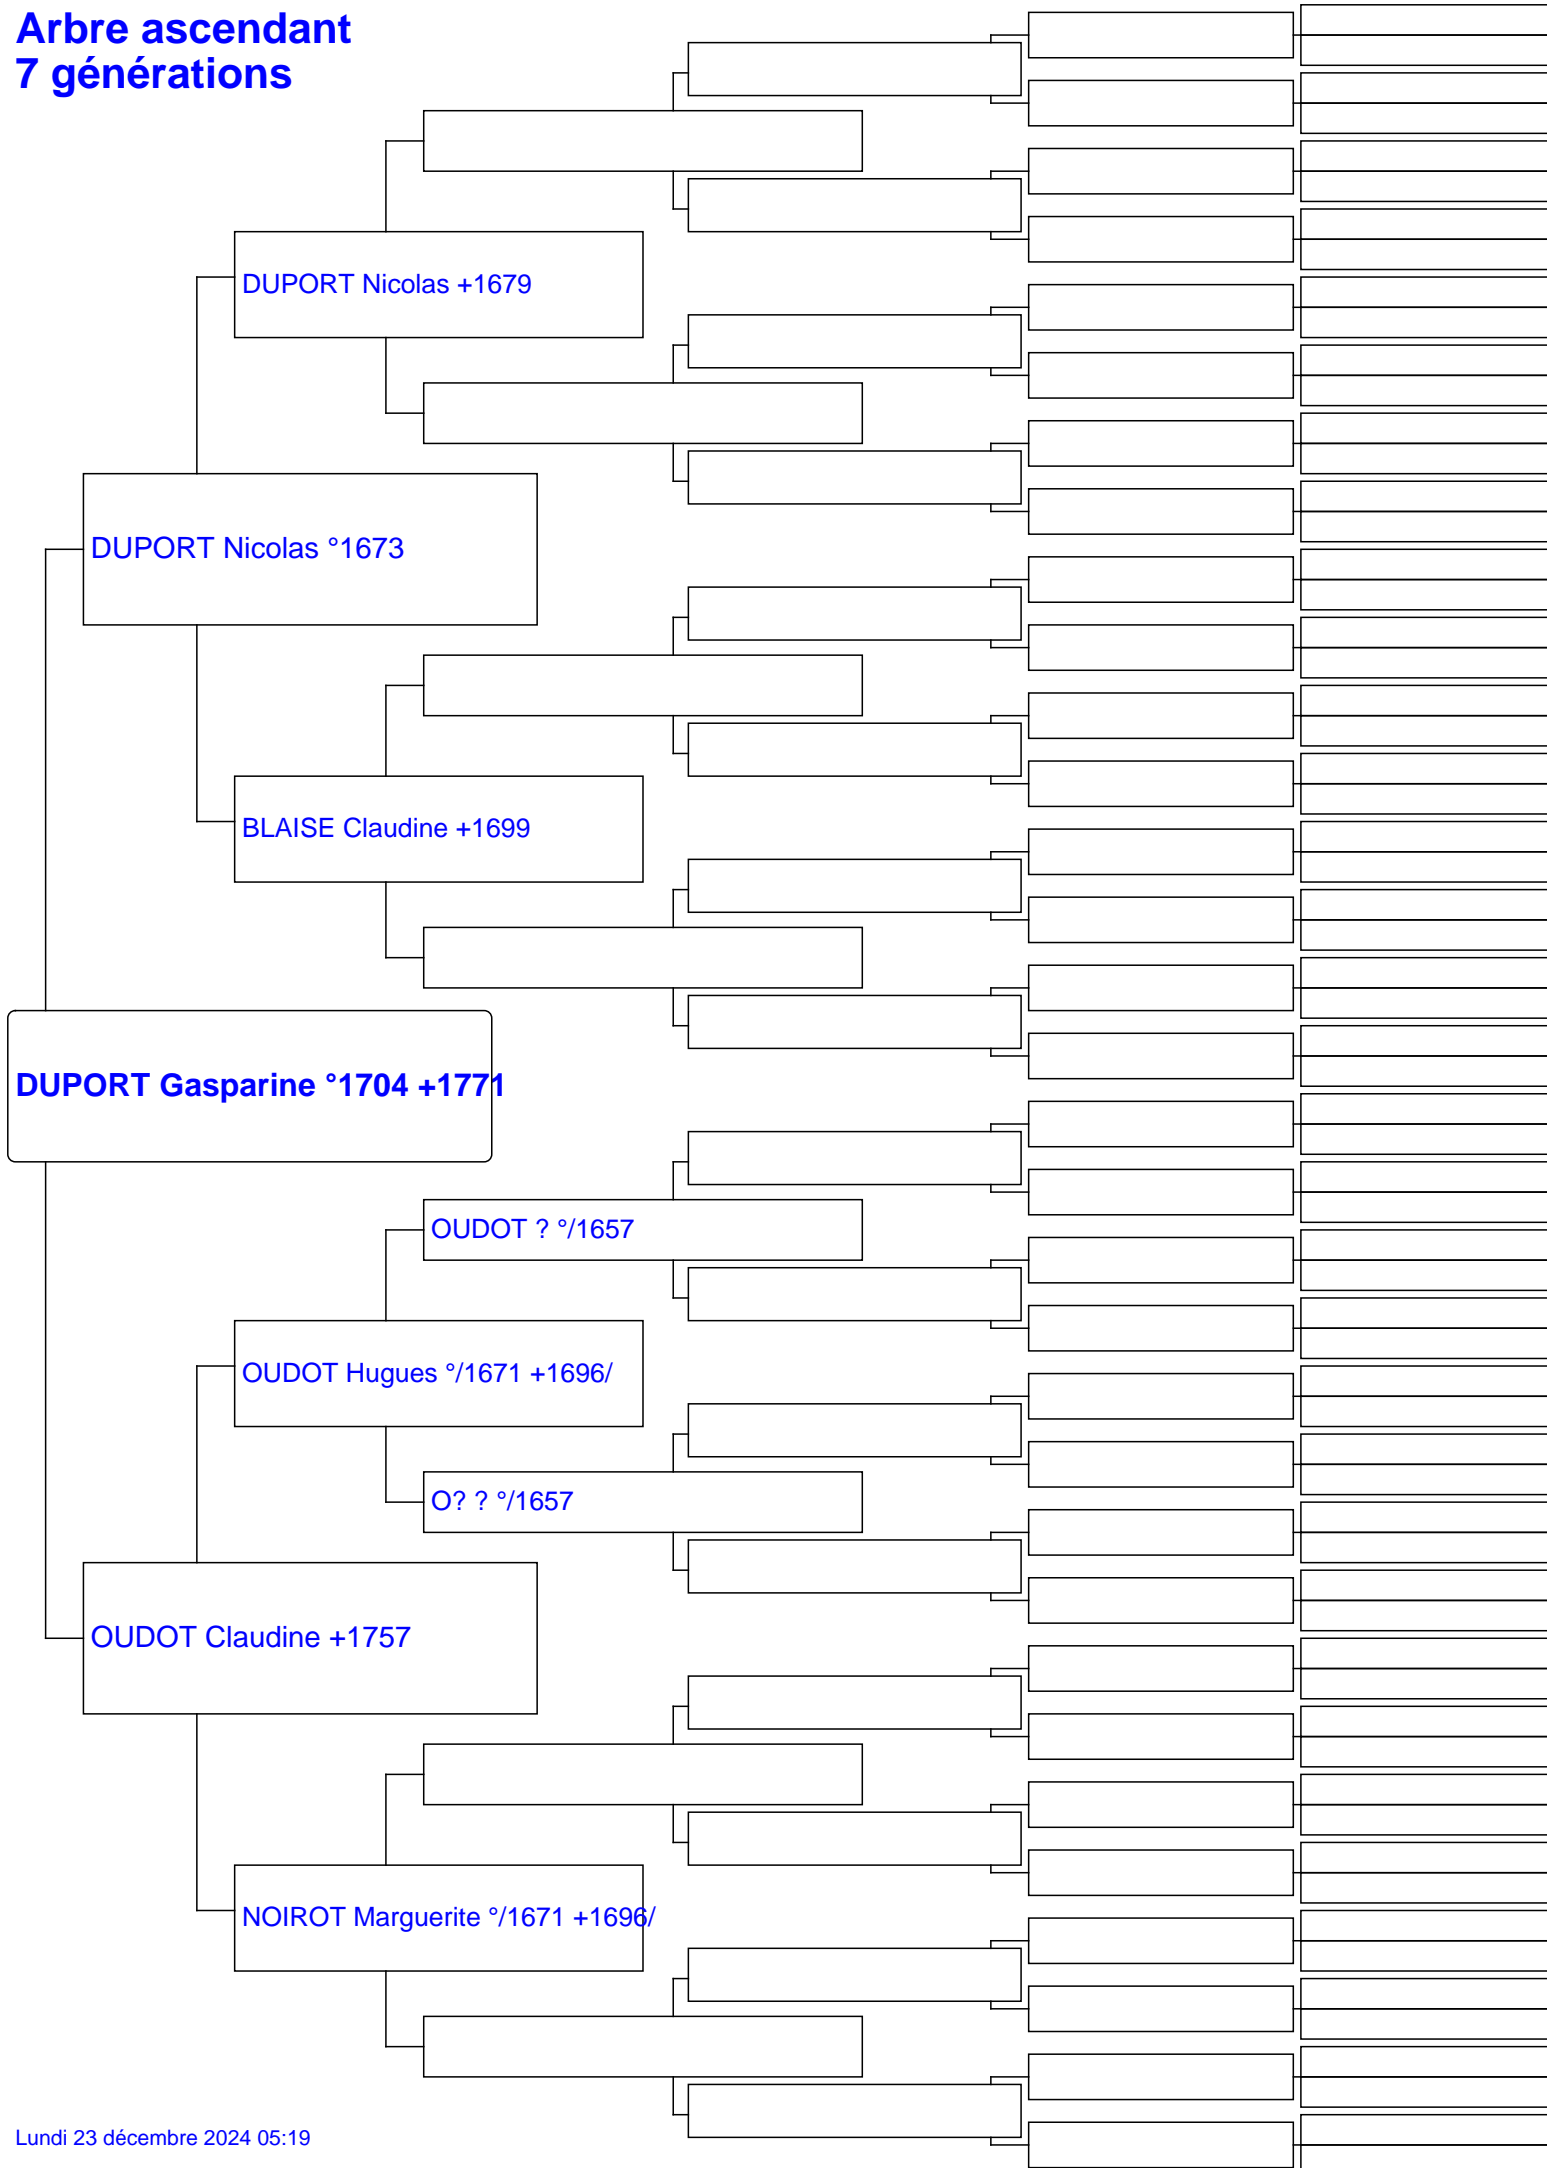 Arbre ascendant
7 générations
DUPORT Nicolas +1679
DUPORT Nicolas °1673
BLAISE Claudine +1699
DUPORT Gasparine °1704 +1771
OUDOT ? °/1657
OUDOT Hugues °/1671 +1696/
O? ? °/1657
OUDOT Claudine +1757
NOIROT Marguerite °/1671 +1696/
Lundi 23 décembre 2024 05:19